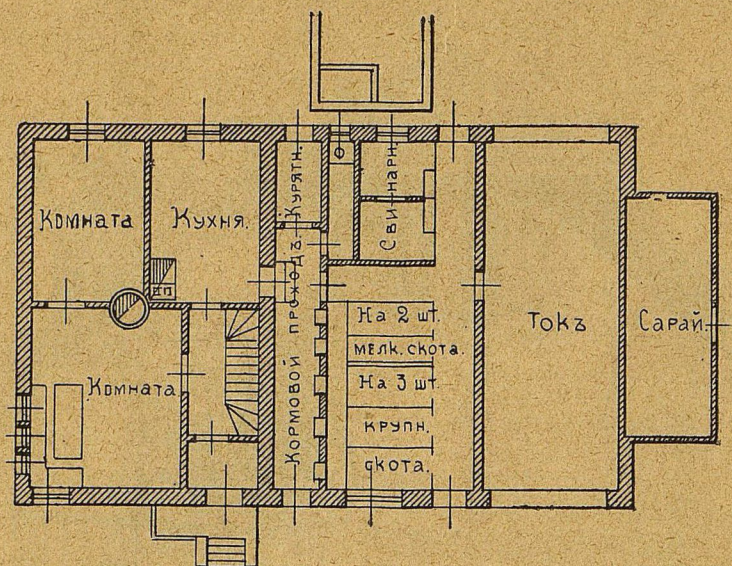 Комната
Кухня.
Курятн.
Свинарн.
Кормовой проходъ.
На 2 шт.
мелк. скота.
На 3 шт.
крупн.
скота.
Комната
Токъ
Сарай